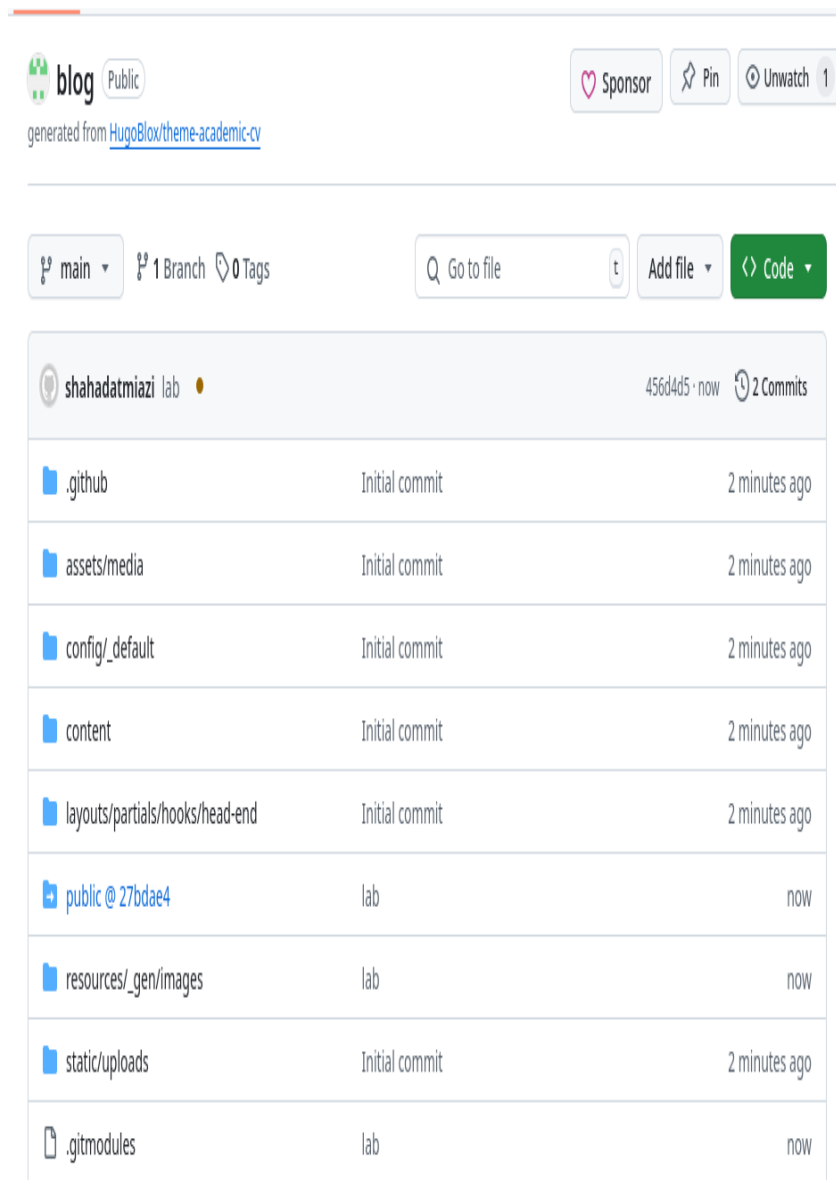 blog Public Sponsor Pin Unwatch 1
generated from HugoBlox/theme-academic-cv
main 1 Branch 0 Tags Go to file t Add file Code
shahadatmiazi lab 456d4d5 · now 2 Commits
.github Initial commit 2 minutes ago
assets/media Initial commit 2 minutes ago
config/_default Initial commit 2 minutes ago
content Initial commit 2 minutes ago
layouts/partials/hooks/head-end Initial commit 2 minutes ago
public @ 27bdae4 lab now
resources/_gen/images lab now
static/uploads Initial commit 2 minutes ago
.gitmodules lab now